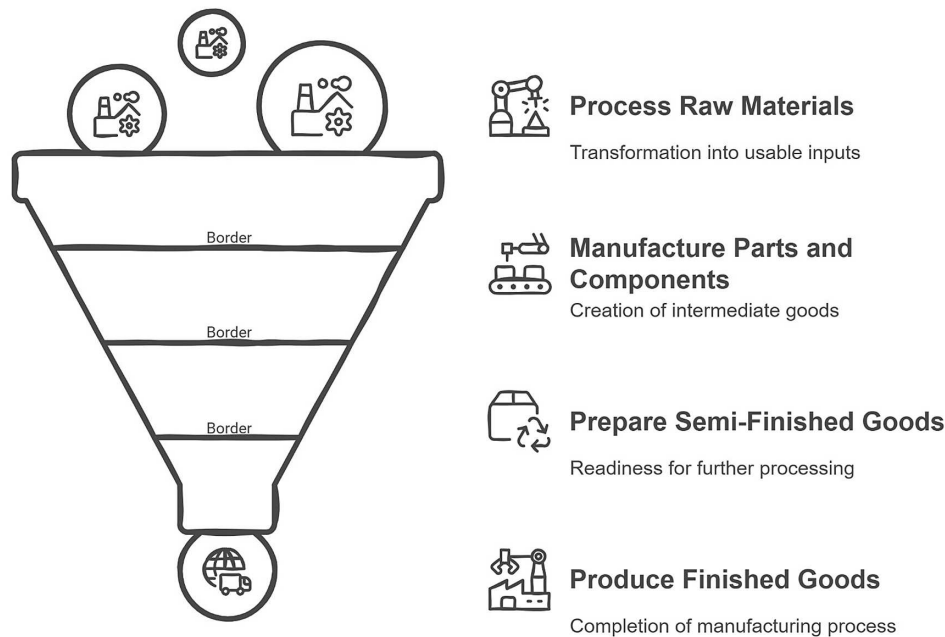 Process Raw Materials
Transformation into usable inputs
Border
Manufacture Parts and
Components
Creation of intermediate goods
Border
Prepare Semi-Finished Goods
Border
Readiness for further processing
Produce Finished Goods
Completion of manufacturing process